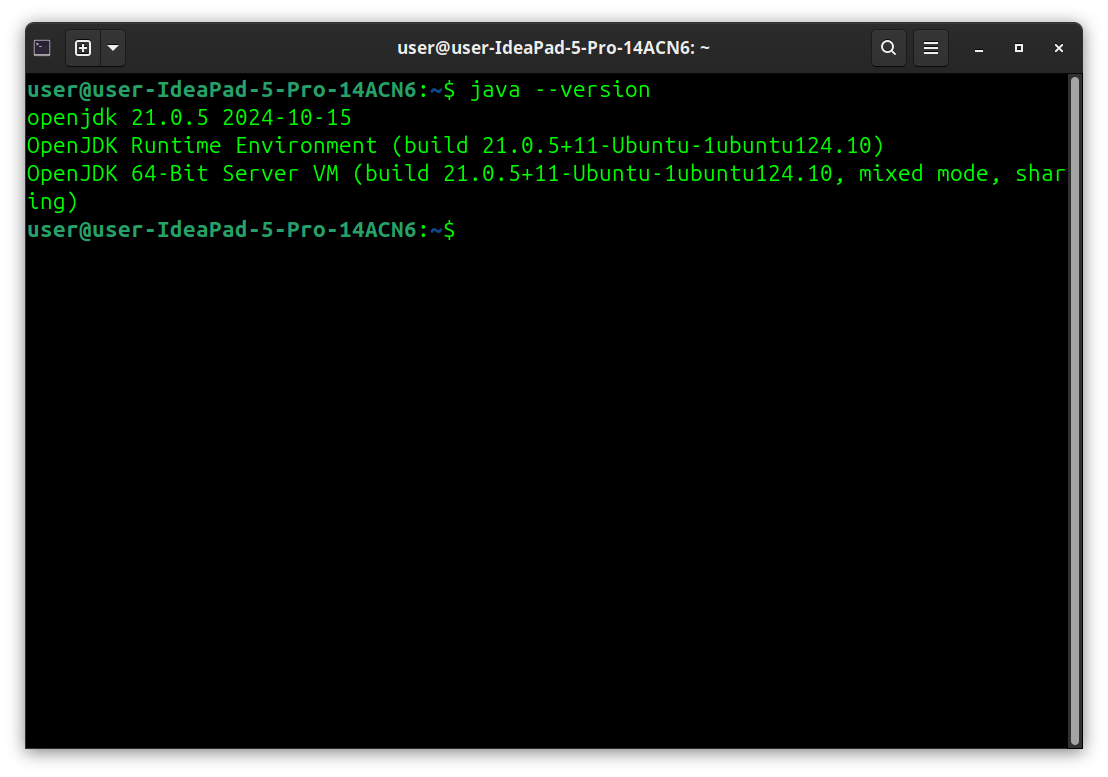 user@user-IdeaPad-5-Pro-14ACN6: ~
user@user-IdeaPad-5-Pro-14ACN6:~$ java --version
openjdk 21.0.5 2024-10-15
OpenJDK Runtime Environment (build 21.0.5+11-Ubuntu-1ubuntu124.10)
OpenJDK 64-Bit Server VM (build 21.0.5+11-Ubuntu-1ubuntu124.10, mixed mode, shar
ing)
user@user-IdeaPad-5-Pro-14ACN6:~$